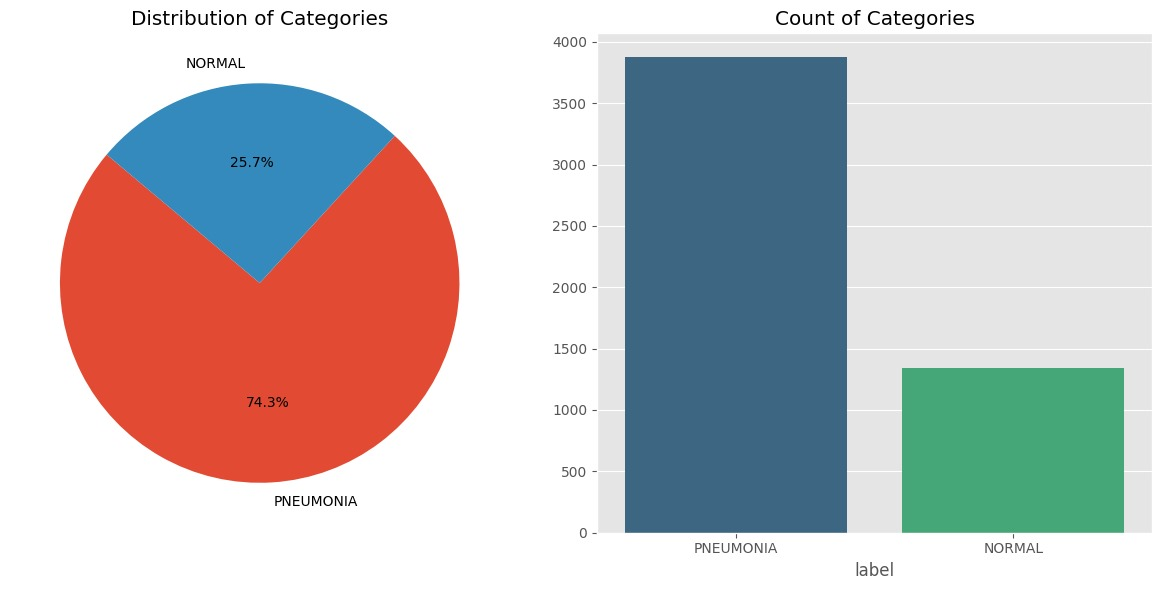 Distribution of Categories
NORMAL
25.7%
74.3%
PNEUMONIA
Count of Categories
4000
3500
3000
2500
2000
1500
1000
500
0
PNEUMONIA NORMAL
label